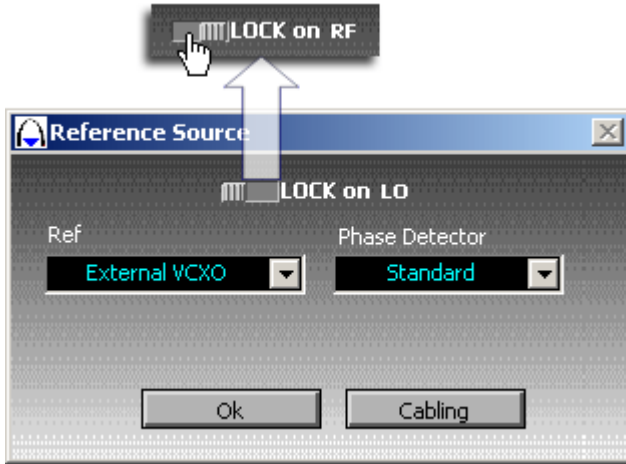 LOCK on RF
Reference Source
LOCK on LO
Ref
Phase Detector
External VCXO
Standard
Ok
Cabling